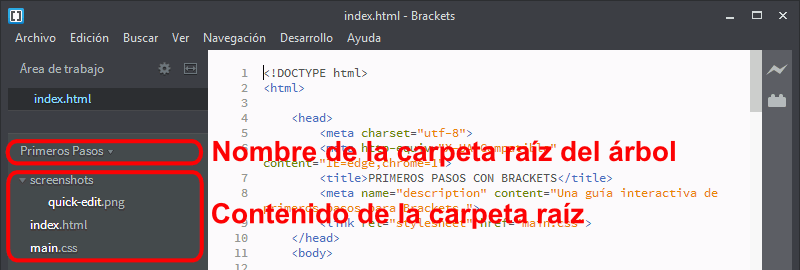 index.html - Brackets
Archivo Edición Buscar Ver Navegación Desarrollo Ayuda
Área de trabajo
index.html
Primeros Pasos
screenshots
quick-edit.png
index.html
main.css
Nombre de la carpeta raíz del árbol
Contenido de la carpeta raíz
1 <!DOCTYPE html>
2 <html>
3
4 <head>
5 <meta charset="utf-8">
6 <meta http-equiv=
content="IE=edge,chrome=1">
7 <title>PRIMEROS PASOS CON BRACKETS</title>
8 <meta name="description" content="Una guía interactiva de
primeros pasos para Brackets.">
9 <link rel="stylesheet" href="main.css">
10 </head>
11 <body>
12